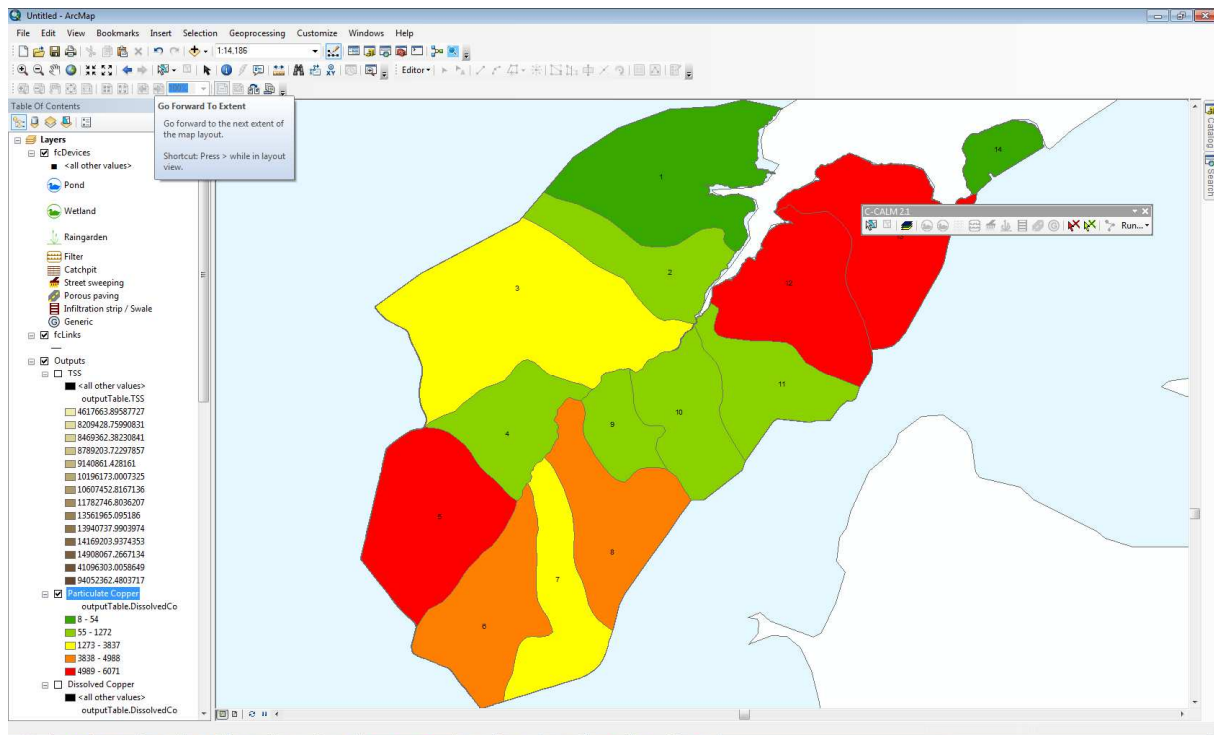 Untitled - ArcMap
File Edit View Bookmarks Insert Selection Geoprocessing Customize Windows Help
1:14,186
Editor
100%
Go Forward To Extent
Go forward to the next extent of
the map layout.
Shortcut: Press > while in layout
view.
Table Of Contents
Layers
fcDevices
<all other values>
Pond
Wetland
Raingarden
Filter
Catchpit
Street sweeping
Porous paving
Infiltration strip / Swale
Generic
fcLinks
Outputs
TSS
<all other values>
outputTable.TSS
4617663.89587727
8209428.75990831
8469362.38230841
8789203.72297857
9140861.428161
10196173.0007325
10607452.8167136
11782746.8036207
13561965.095186
13940737.9903974
14169203.9374353
14908067.2667134
41096303.0058649
94052362.4803717
Particulate Copper
outputTable.DissolvedCo
8 - 54
55 - 1272
1273 - 3837
3838 - 4988
4989 - 6071
Dissolved Copper
<all other values>
outputTable.DissolvedCo
C-CALM 2.1
Run...
Catalog
Search
1
2
3
4
5
6
7
8
9
10
11
12
14